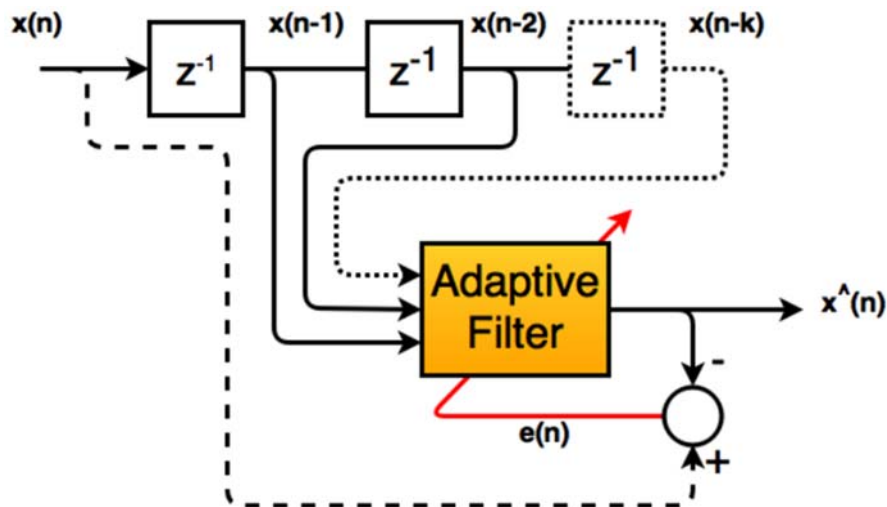 x(n)
x(n-1)
x(n-2)
x(n-k)
z⁻¹
z⁻¹
z⁻¹
Adaptive
Filter
x^(n)
-
e(n)
+